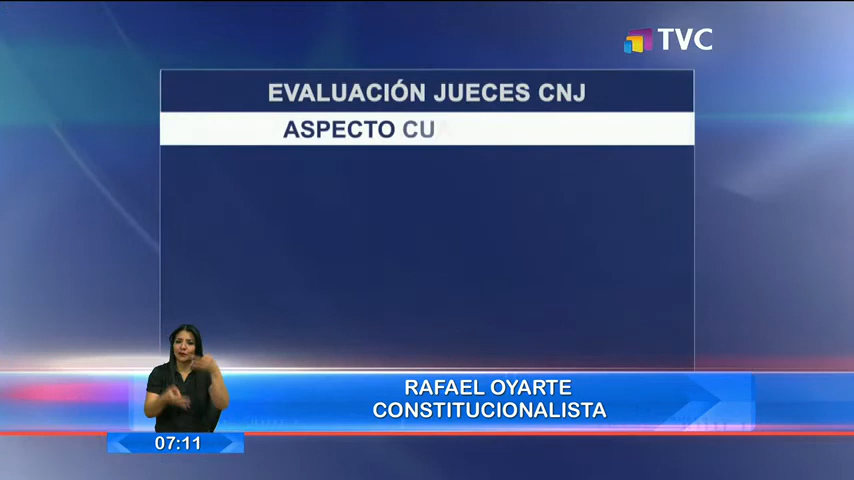 TVC
EVALUACIÓN JUECES CNJ
ASPECTO CU
RAFAEL OYARTE
CONSTITUCIONALISTA
07:11